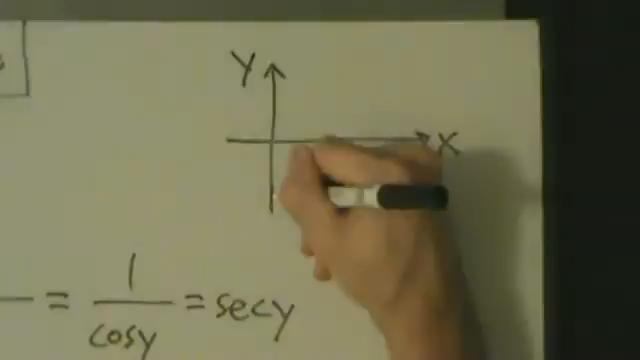 Y
X
= 1/cosy = secy